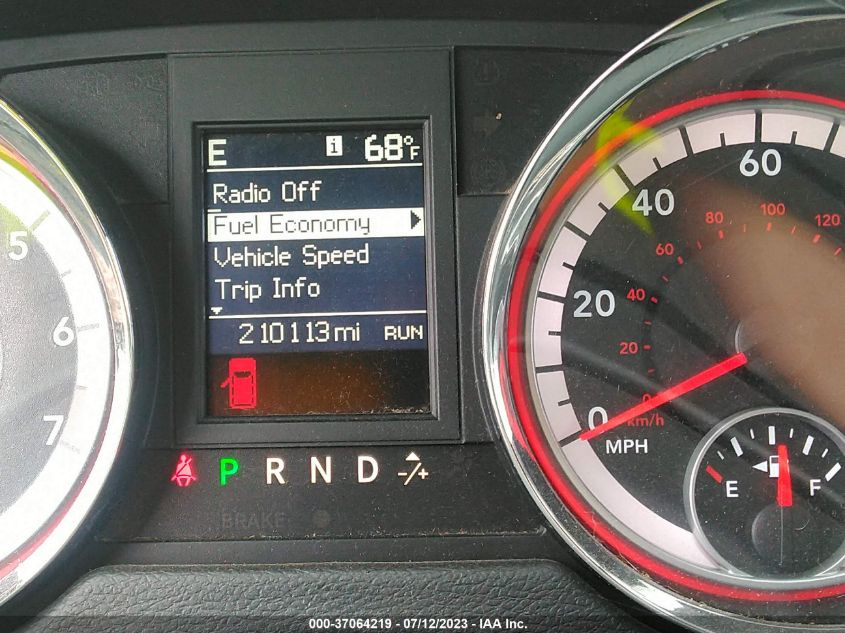 E i 68°F
Radio Off
Fuel Economy
Vehicle Speed
Trip Info
210113mi RUN
P R N D -/+
BRAKE
5
6
7
0 20 40 60
MPH
0 20 40 60 80 100 120
km/h
E F
000-37064219 - 07/12/2023 - IAA Inc.